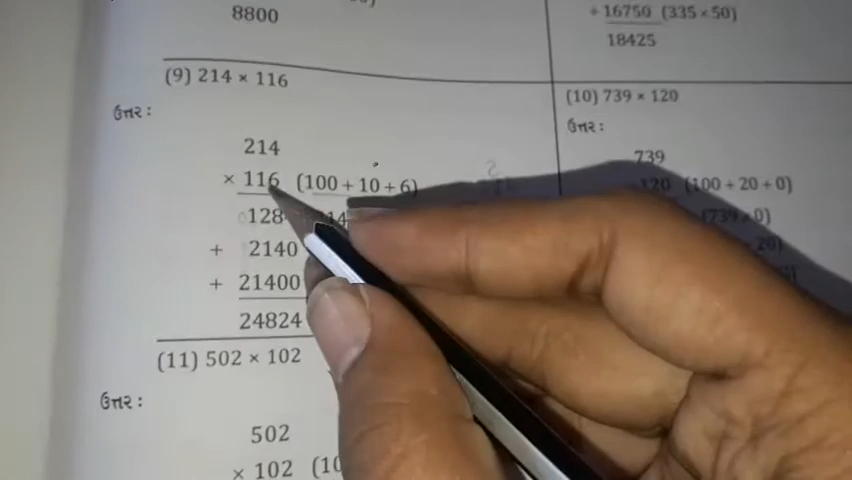 8800
+ 16750 (335 × 50)
18425
(9) 214 × 116
ઉત્તર :
214
× 116 (100 + 10 + 6)
128
+ 2140
+ 21400
24824
(10) 739 × 120
ઉત્તર :
739
120 (100 + 20 + 0)
(739 × 0)
20)
(11) 502 × 102
ઉત્તર :
502
× 102 (10